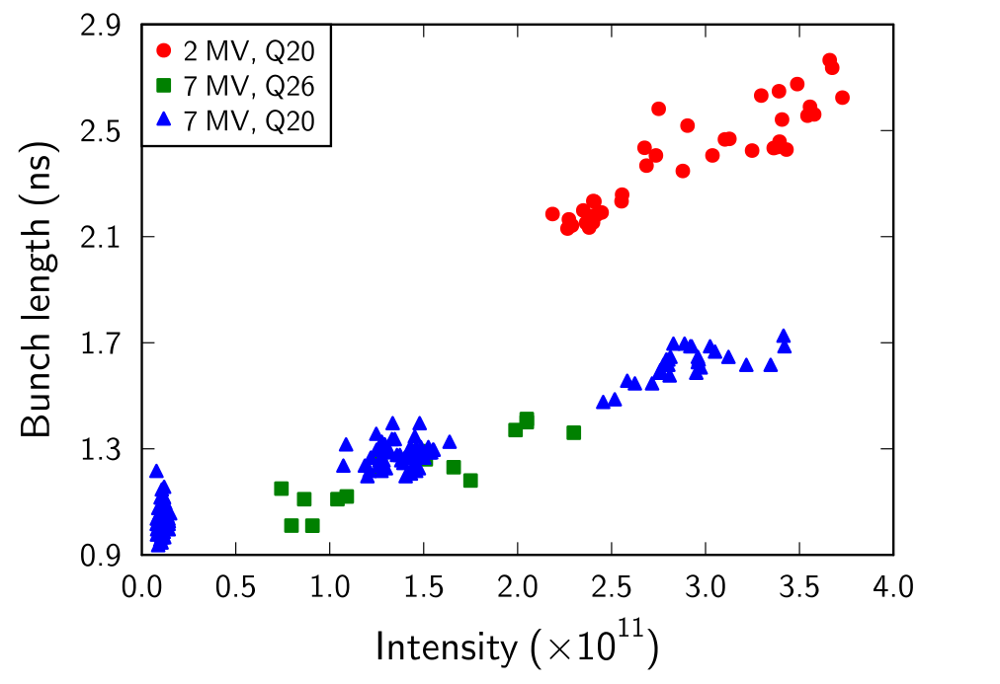 2.9
2 MV, Q20
7 MV, Q26
7 MV, Q20
2.5
2.1
1.7
1.3
0.9
Bunch length (ns)
0.0 0.5 1.0 1.5 2.0 2.5 3.0 3.5 4.0
Intensity (×10¹¹)